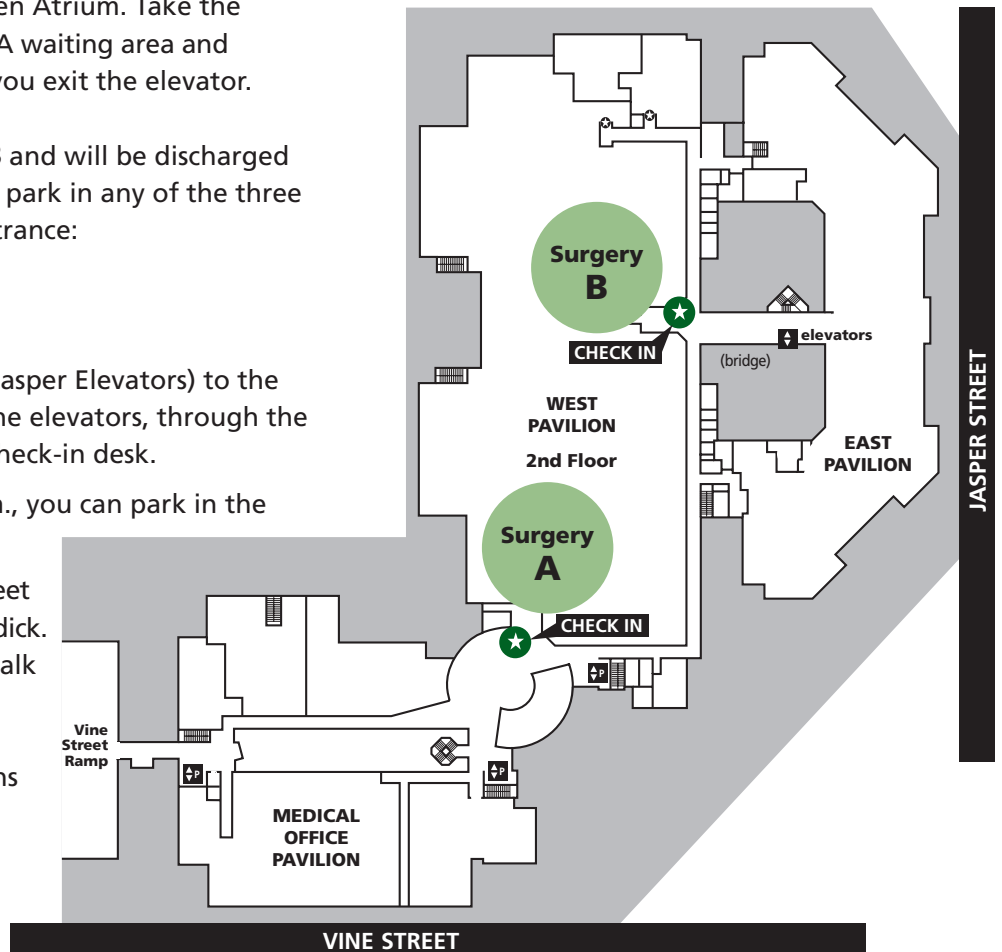 en Atrium. Take the
A waiting area and
you exit the elevator.
and will be discharged
park in any of the three
trance:
asper Elevators) to the
ne elevators, through the
heck-in desk.
., you can park in the
eet
dick.
alk
ns
Surgery
B
CHECK IN
elevators
(bridge)
WEST
PAVILION
2nd Floor
EAST
PAVILION
JASPER STREET
Surgery
A
CHECK IN
Vine
Street
Ramp
P
P
P
MEDICAL
OFFICE
PAVILION
VINE STREET